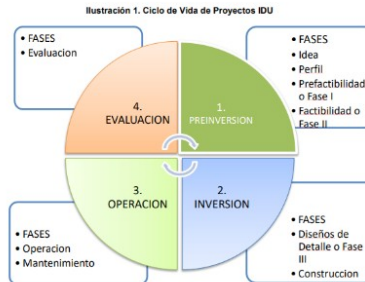 Ilustración 1. Ciclo de Vida de Proyectos IDU
• FASES
• Evaluacion
• FASES
• Idea
• Perfil
• Prefactibilidad
o Fase I
• Factibilidad o
Fase II
4.
EVALUACION
1.
PREINVERSION
3.
OPERACION
2.
INVERSION
• FASES
• Operacion
• Mantenimiento
• FASES
• Diseños de
Detalle o Fase
III
• Construccion